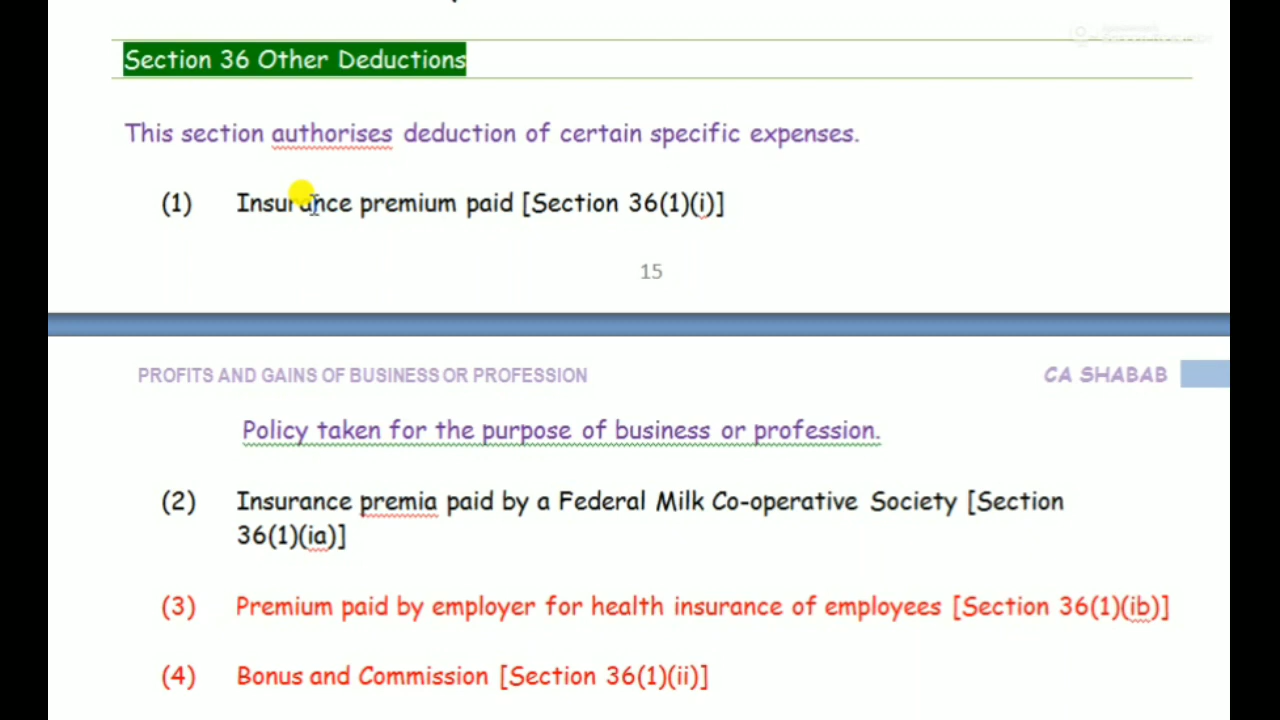 Section 36 Other Deductions
This section authorises deduction of certain specific expenses.
(1) Insurance premium paid [Section 36(1)(i)]
15
PROFITS AND GAINS OF BUSINESS OR PROFESSION CA SHABAB
Policy taken for the purpose of business or profession.
(2) Insurance premia paid by a Federal Milk Co-operative Society [Section
36(1)(ia)]
(3) Premium paid by employer for health insurance of employees [Section 36(1)(ib)]
(4) Bonus and Commission [Section 36(1)(ii)]